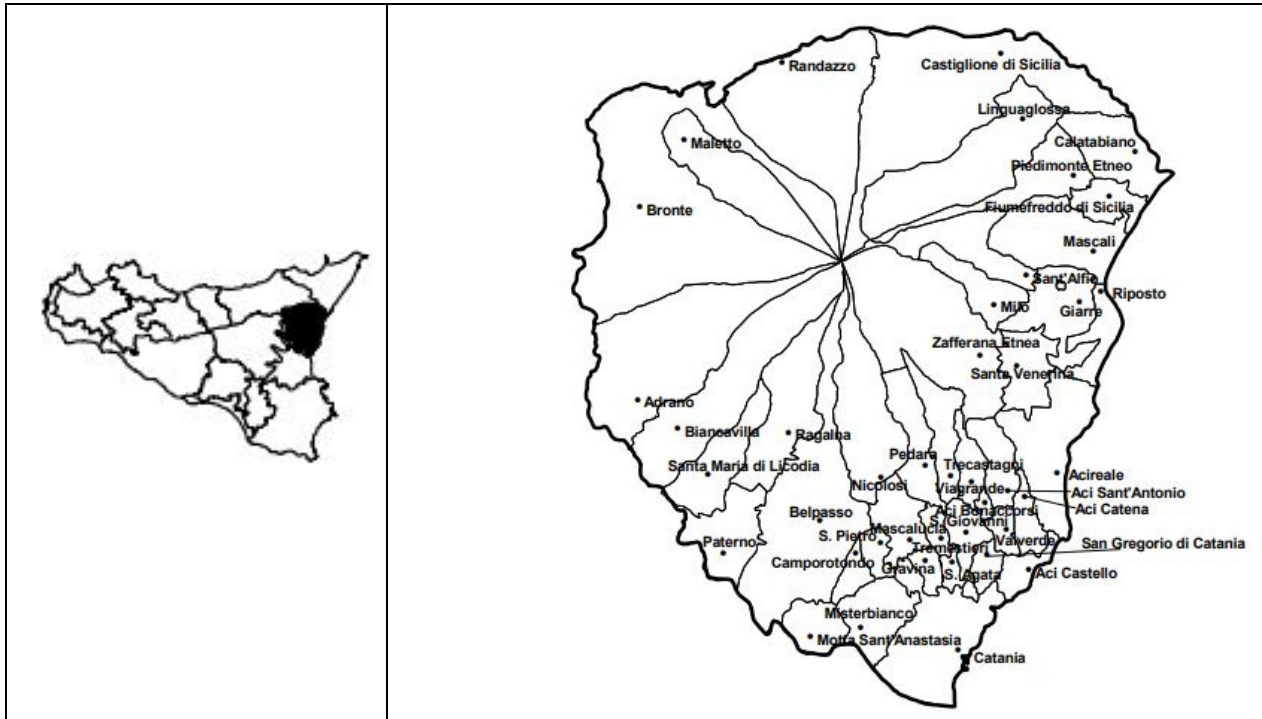 Castiglione di Sicilia
Randazzo
Linguaglossa
Maletto
Calatabiano
Piedimonte Etneo
Bronte
Fiumefreddo di Sicilia
Mascali
Sant'Alfio
Riposto
Milo
Giarre
Zafferana Etnea
Santa Venerina
Adrano
Biancavilla
Ragalna
Pedara
Trecastagni
Santa Maria di Licodia
Acireale
Nicolosi
Viagrande
Aci Sant'Antonio
Aci Catena
Aci Bonaccorsi
Belpasso
S. Giovanni
Mascalucia
S. Pietro
Valverde
Paterno
Tremestieri
San Gregorio di Catania
Camporotondo
Gravina
S. Agata
Aci Castello
Misterbianco
Motta Sant'Anastasia
Catania